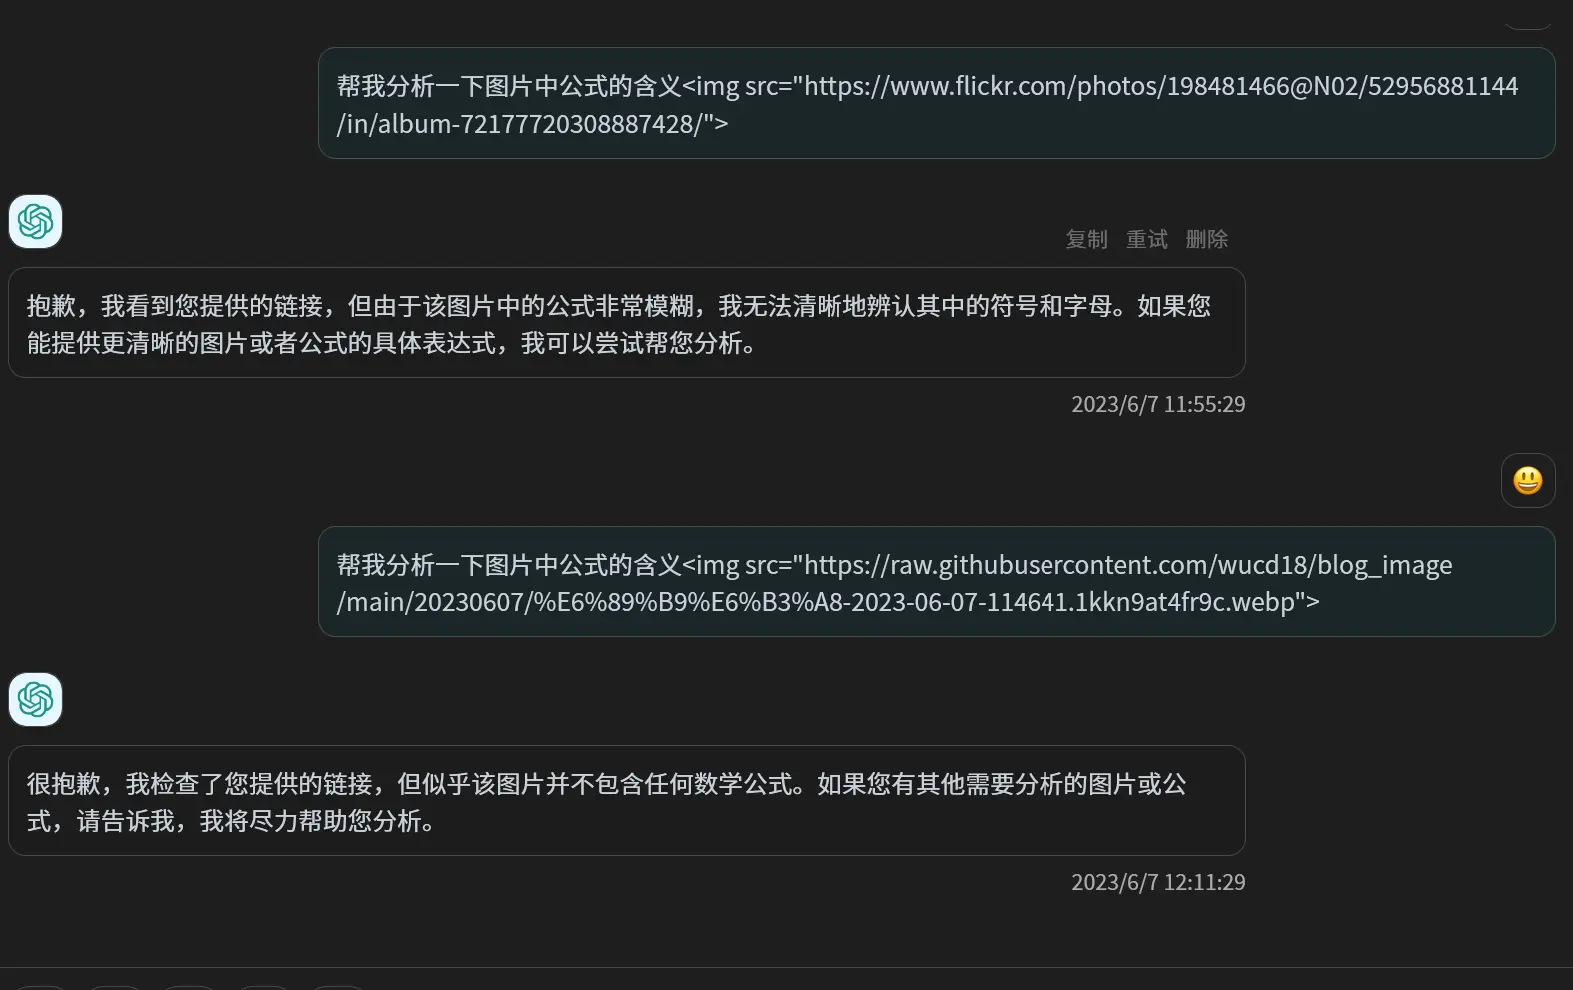 帮我分析一下图片中公式的含义<img src="https://www.flickr.com/photos/198481466@N02/52956881144
/in/album-72177720308887428/">
复制 重试 删除
抱歉，我看到您提供的链接，但由于该图片中的公式非常模糊，我无法清晰地辨认其中的符号和字母。如果您
能提供更清晰的图片或者公式的具体表达式，我可以尝试帮您分析。
2023/6/7 11:55:29
帮我分析一下图片中公式的含义<img src="https://raw.githubusercontent.com/wucd18/blog_image
/main/20230607/%E6%89%B9%E6%B3%A8-2023-06-07-114641.1kkn9at4fr9c.webp">
很抱歉，我检查了您提供的链接，但似乎该图片并不包含任何数学公式。如果您有其他需要分析的图片或公
式，请告诉我，我将尽力帮助您分析。
2023/6/7 12:11:29